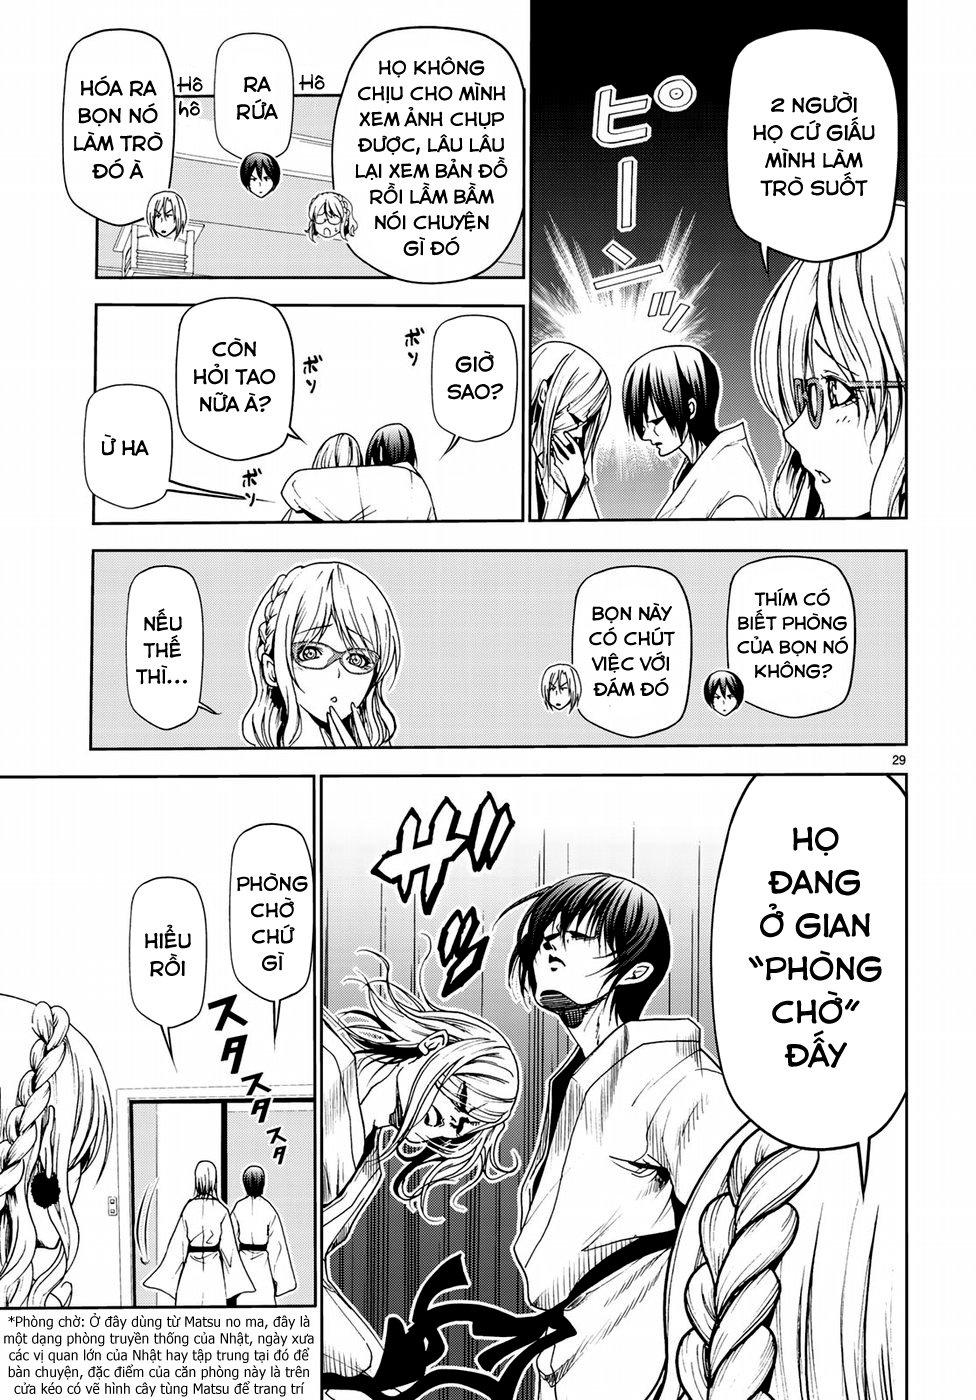 2 NGƯỜI
HỌ CỨ GIẤU
MÌNH LÀM
TRÒ SUỐT
ピピーン
HỌ KHÔNG
CHỊU CHO MÌNH
XEM ẢNH CHỤP
ĐƯỢC, LÂU LÂU
LẠI XEM BẢN ĐỒ
RỒI LẦM BẦM
NÓI CHUYỆN
GÌ ĐÓ
Hô
RA
RỨA
Hô
hô
HÓA RA
BỌN NÓ
LÀM TRÒ
ĐÓ À
GIỜ
SAO?
ボソ
ボソ
CÒN
HỎI TAO
NỮA À?
ボソ
Ừ HA
THÍM CÓ
BIẾT PHÒNG
CỦA BỌN NÓ
KHÔNG?
BỌN NÀY
CÓ CHÚT
VIỆC VỚI
ĐÁM ĐÓ
NẾU
THẾ
THÌ...
29
HỌ
ĐANG
Ở GIAN
“PHÒNG
CHỜ”
ĐẤY
ザッ
PHÒNG
CHỜ
CHỨ
GÌ
HIỂU
RỒI
スタ
スタ
スタ
スタ
*Phòng chờ: Ở đây dùng từ Matsu no ma, đây là
một dạng phòng truyền thống của Nhật, ngày xưa
các vị quan lớn của Nhật hay tập trung tại đó để
bàn chuyện, đặc điểm của căn phòng này là trên
cửa kéo có vẽ hình cây tùng Matsu để trang trí